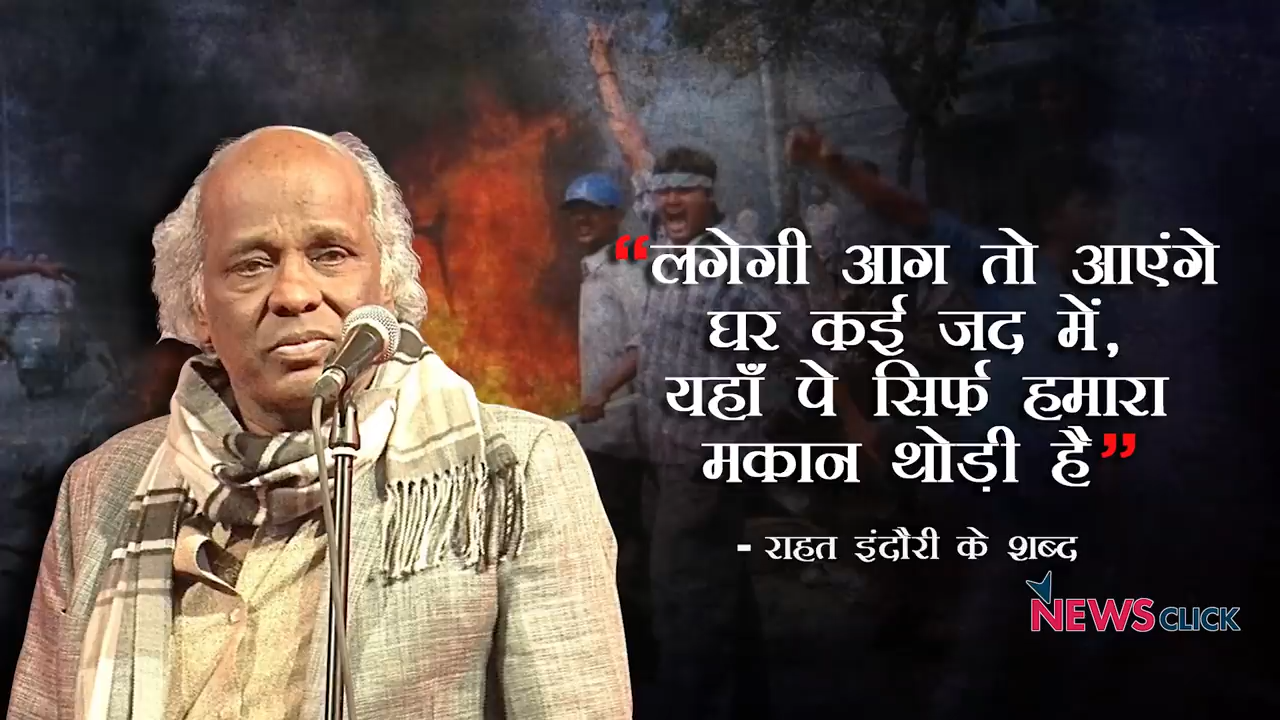 “लगेगी आग तो आएंगे
घर कई जद में,
यहाँ पे सिर्फ हमारा
मकान थोड़ी है”
- राहत इंदौरी के शब्द
NEWSCLICK